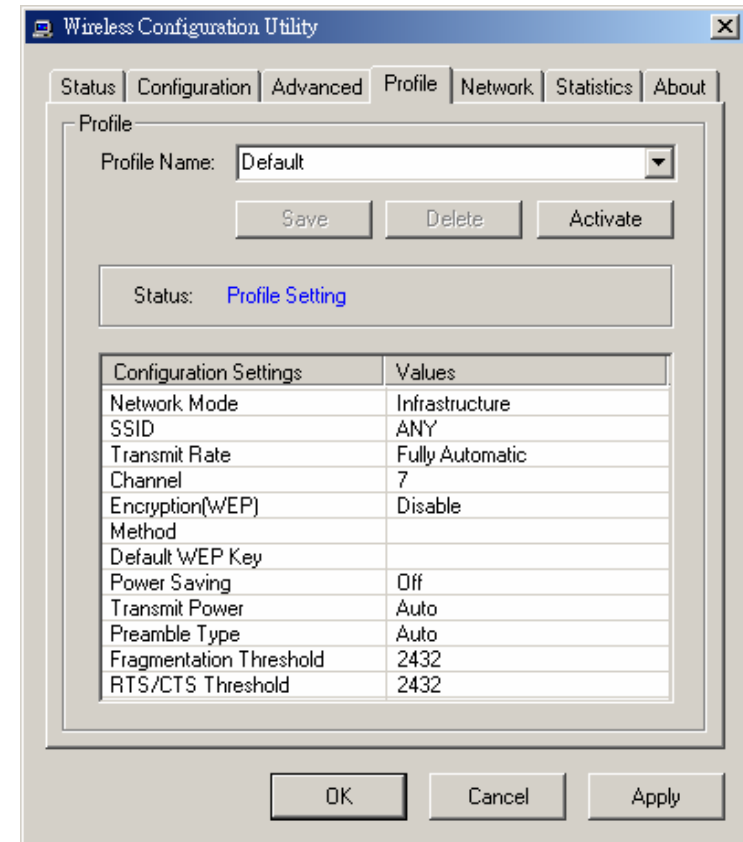 Wireless Configuration Utility
Status Configuration Advanced Profile Network Statistics About
Profile
Profile Name: Default
Save Delete Activate
Status: Profile Setting
Configuration Settings Values
Network Mode Infrastructure
SSID ANY
Transmit Rate Fully Automatic
Channel 7
Encryption(WEP) Disable
Method
Default WEP Key
Power Saving Off
Transmit Power Auto
Preamble Type Auto
Fragmentation Threshold 2432
RTS/CTS Threshold 2432
OK Cancel Apply